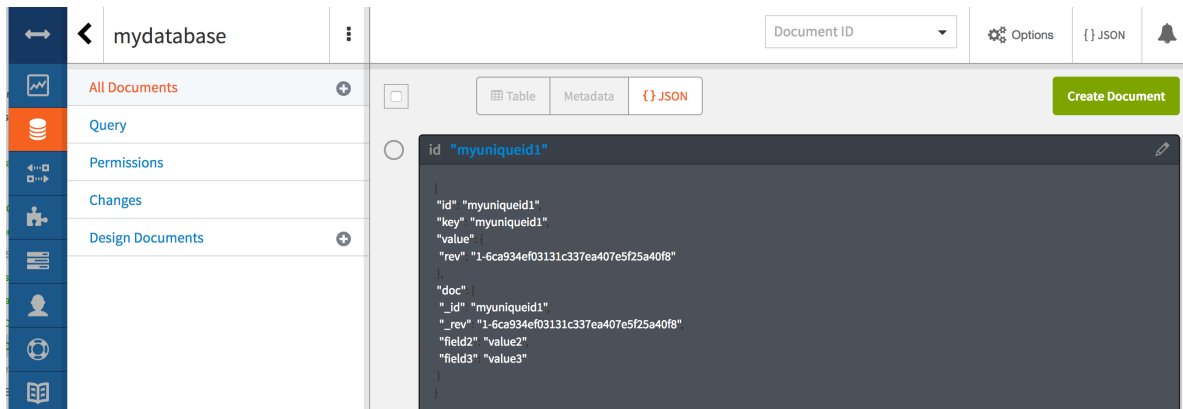 mydatabase
Document ID
Options
{ } JSON
All Documents
Query
Permissions
Changes
Design Documents
Table
Metadata
{ } JSON
Create Document
id "myuniqueid1"
{
"id": "myuniqueid1",
"key": "myuniqueid1",
"value": {
"rev": "1-6ca934ef03131c337ea407e5f25a40f8"
},
"doc": {
"_id": "myuniqueid1",
"_rev": "1-6ca934ef03131c337ea407e5f25a40f8",
"field2": "value2",
"field3": "value3"
}
}